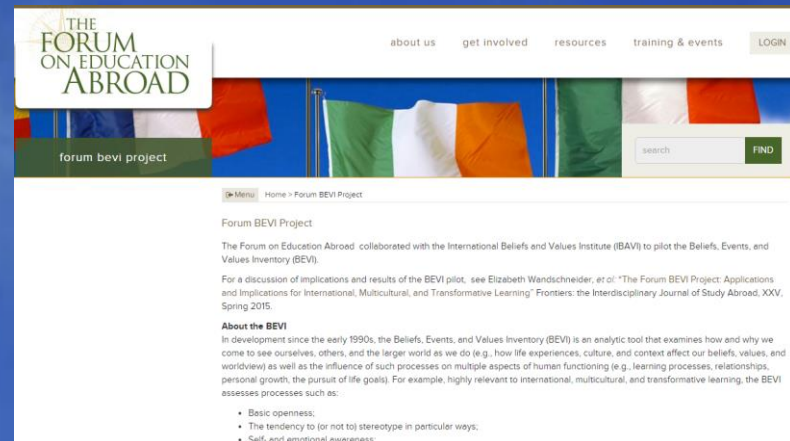 THE
FORUM
ON EDUCATION
ABROAD
about us get involved resources training & events LOGIN
forum bevi project
search FIND
Menu Home > Forum BEVI Project
Forum BEVI Project
The Forum on Education Abroad collaborated with the International Beliefs and Values Institute (IBAVI) to pilot the Beliefs, Events, and
Values Inventory (BEVI).
For a discussion of implications and results of the BEVI pilot, see Elizabeth Wandschneider, et al: "The Forum BEVI Project: Applications
and Implications for International, Multicultural, and Transformative Learning" Frontiers: the Interdisciplinary Journal of Study Abroad, XXV,
Spring 2015.
About the BEVI
In development since the early 1990s, the Beliefs, Events, and Values Inventory (BEVI) is an analytic tool that examines how and why we
come to see ourselves, others, and the larger world as we do (e.g., how life experiences, culture, and context affect our beliefs, values, and
worldview) as well as the influence of such processes on multiple aspects of human functioning (e.g., learning processes, relationships,
personal growth, the pursuit of life goals). For example, highly relevant to international, multicultural, and transformative learning, the BEVI
assesses processes such as:
• Basic openness;
• The tendency to (or not to) stereotype in particular ways;
• Self- and emotional awareness;